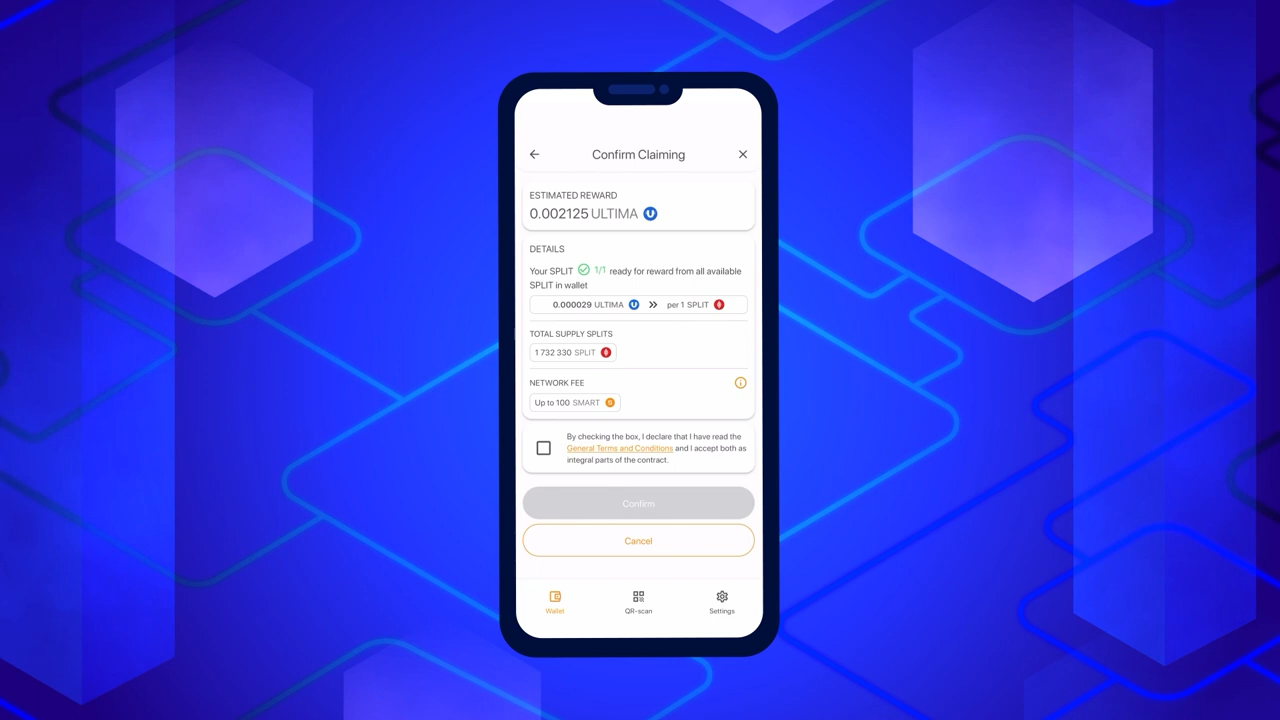 Confirm Claiming
ESTIMATED REWARD
0.002125 ULTIMA
DETAILS
Your SPLIT 1/1 ready for reward from all available
SPLIT in wallet
0.000029 ULTIMA per 1 SPLIT
TOTAL SUPPLY SPLITS
1 732 330 SPLIT
NETWORK FEE
Up to 100 SMART
By checking the box, I declare that I have read the
General Terms and Conditions and I accept both as
integral parts of the contract.
Confirm
Cancel
Wallet QR-scan Settings